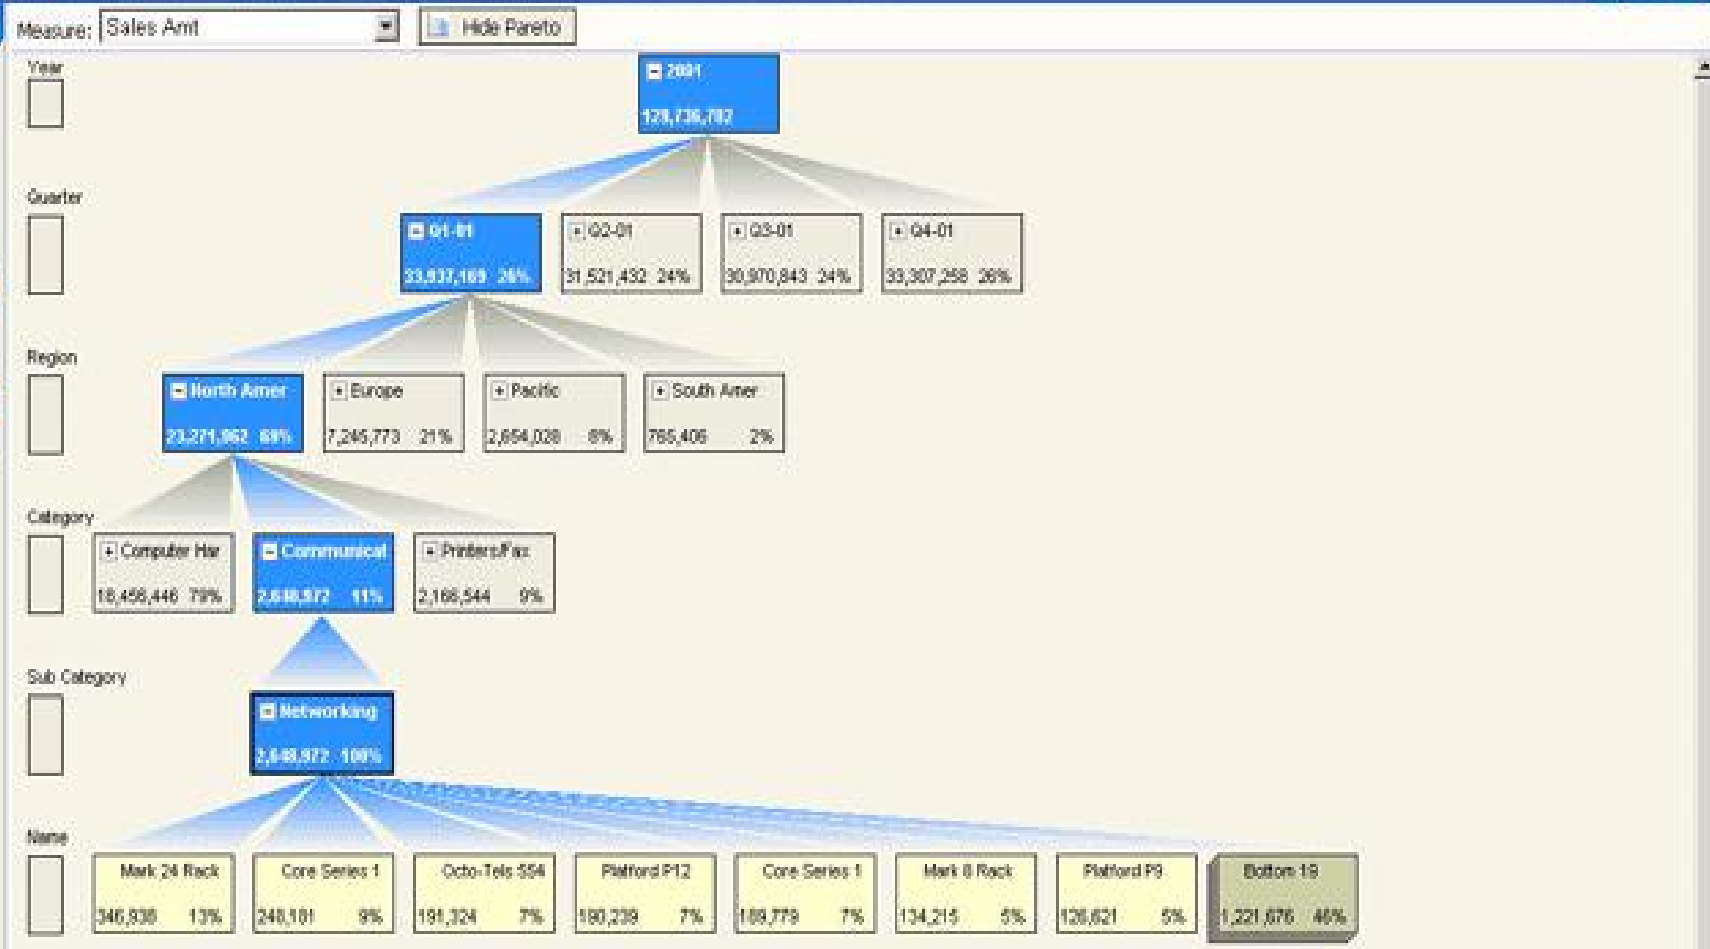 Measure: Sales Amt Hide Pareto
Year
2001
129,736,702
Quarter
Q1-01 Q2-01 Q3-01 Q4-01
33,937,169 26% 31,521,432 24% 30,970,843 24% 33,307,258 26%
Region
North Amer Europe Pacific South Amer
23,271,962 69% 7,245,773 21% 2,654,028 8% 765,406 2%
Category
Computer Har Communicat Printers/Fax
18,456,446 79% 2,648,972 11% 2,166,544 9%
Sub Category
Networking
2,648,972 100%
Name
Mark 24 Rack Core Series 1 Octo-Tels S54 Platford P12 Core Series 1 Mark 8 Rack Platford P9 Bottom 19
346,938 13% 248,181 9% 191,324 7% 190,239 7% 189,779 7% 134,215 5% 126,621 5% 1,221,676 46%